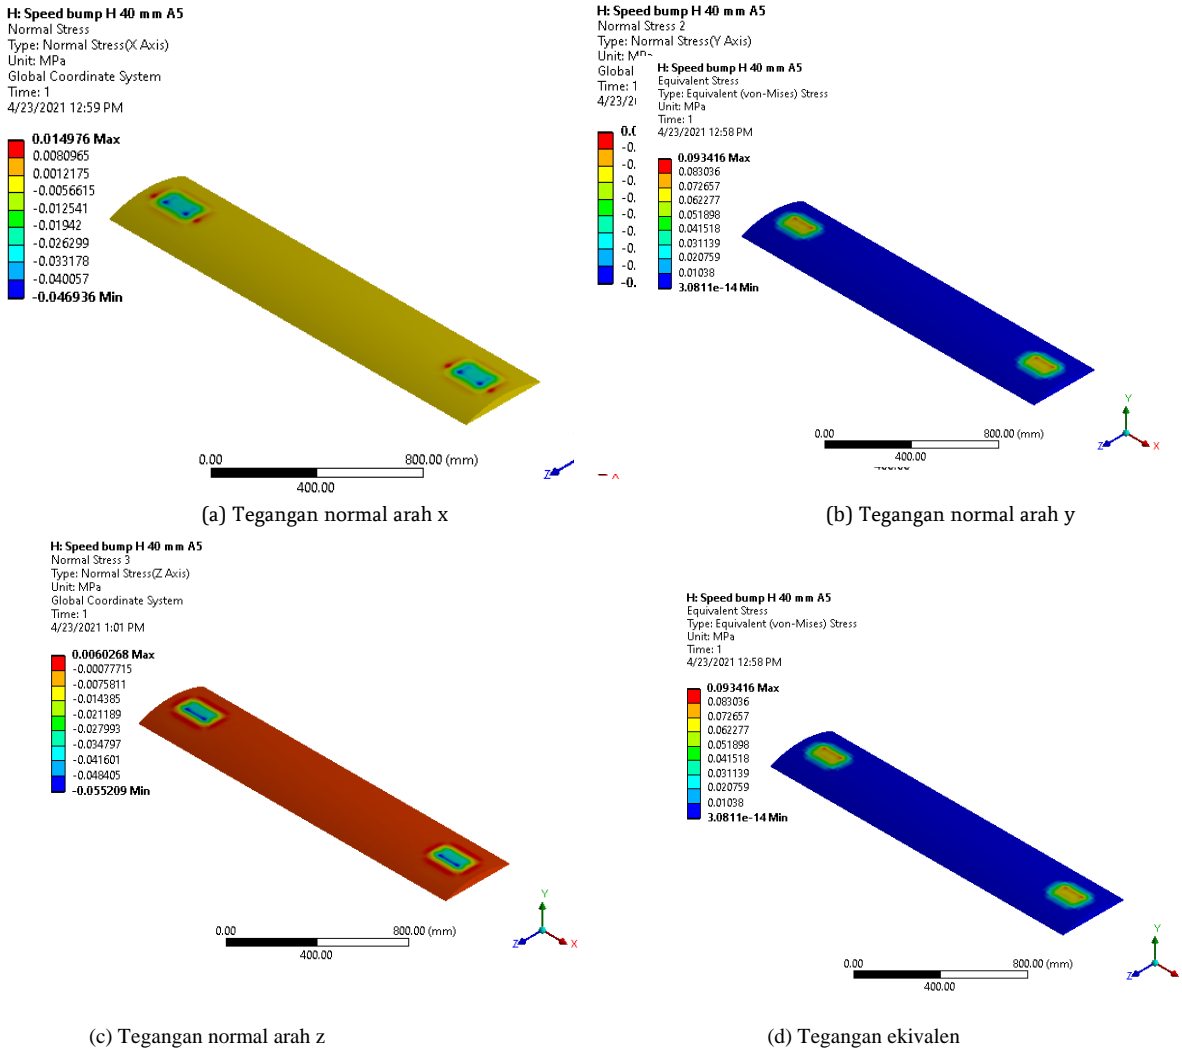 H: Speed bump H 40 mm A5
Normal Stress
Type: Normal Stress(X Axis)
Unit: MPa
Global Coordinate System
Time: 1
4/23/2021 12:59 PM
0.014976 Max
0.0080965
0.0012175
-0.0056615
-0.012541
-0.01942
-0.026299
-0.033178
-0.040057
-0.046936 Min
0.00
800.00 (mm)
400.00
Z
(a) Tegangan normal arah x
H: Speed bump H 40 mm A5
Normal Stress 2
Type: Normal Stress(Y Axis)
Unit:
Global
Time: 1
4/23/2
H: Speed bump H 40 mm A5
Equivalent Stress
Type: Equivalent (von-Mises) Stress
Unit: MPa
Time: 1
4/23/2021 12:58 PM
0.093416 Max
0.083036
0.072657
0.062277
0.051898
0.041518
0.031139
0.020759
0.01038
3.0811e-14 Min
0.00
800.00 (mm)
400.00
Y
Z
X
(b) Tegangan normal arah y
H: Speed bump H 40 mm A5
Normal Stress 3
Type: Normal Stress(Z Axis)
Unit: MPa
Global Coordinate System
Time: 1
4/23/2021 1:01 PM
0.0060268 Max
-0.00077715
-0.0075811
-0.014385
-0.021189
-0.027993
-0.034797
-0.041601
-0.048405
-0.055209 Min
0.00
800.00 (mm)
400.00
Y
Z
X
(c) Tegangan normal arah z
H: Speed bump H 40 mm A5
Equivalent Stress
Type: Equivalent (von-Mises) Stress
Unit: MPa
Time: 1
4/23/2021 12:58 PM
0.093416 Max
0.083036
0.072657
0.062277
0.051898
0.041518
0.031139
0.020759
0.01038
3.0811e-14 Min
0.00
800.00 (mm)
400.00
Y
Z
(d) Tegangan ekivalen